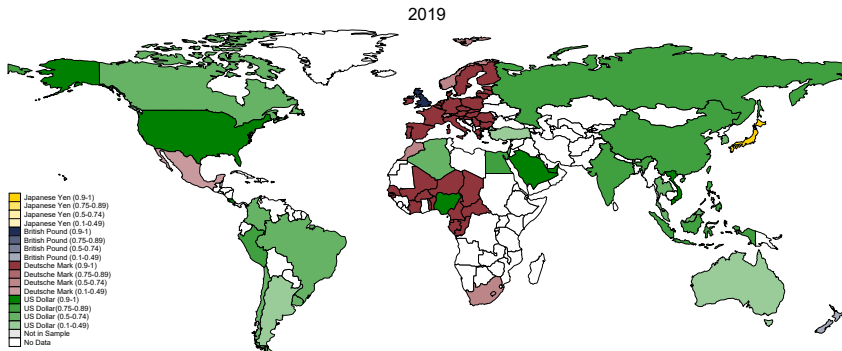 2019
Japanese Yen (0.9-1)
Japanese Yen (0.75-0.89)
Japanese Yen (0.5-0.74)
Japanese Yen (0.1-0.49)
British Pound (0.9-1)
British Pound (0.75-0.89)
British Pound (0.5-0.74)
British Pound (0.1-0.49)
Deutsche Mark (0.9-1)
Deutsche Mark (0.75-0.89)
Deutsche Mark (0.5-0.74)
Deutsche Mark (0.1-0.49)
US Dollar (0.9-1)
US Dollar(0.75-0.89)
US Dollar (0.5-0.74)
US Dollar (0.1-0.49)
Not in Sample
No Data